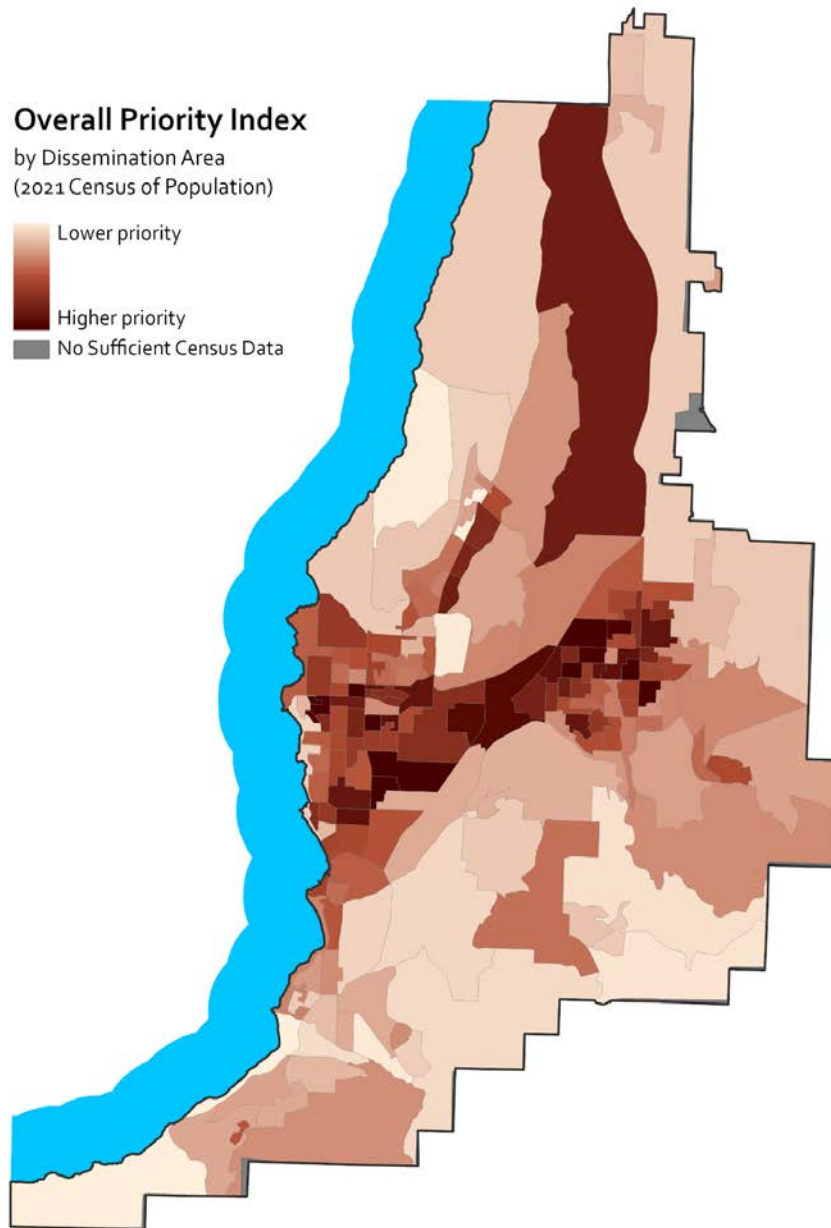 Overall Priority Index
by Dissemination Area
(2021 Census of Population)
Lower priority
Higher priority
No Sufficient Census Data